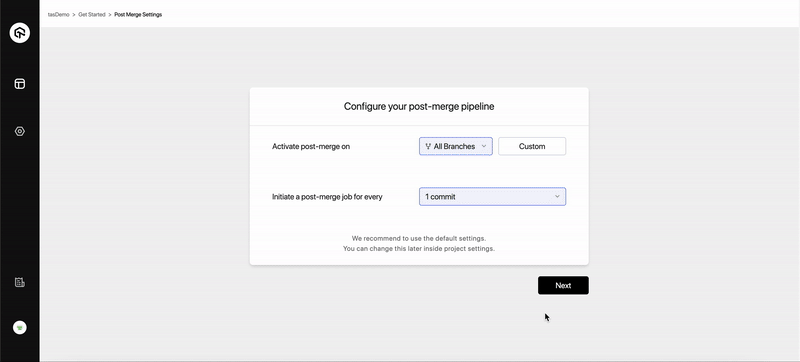 tasDemo > Get Started > Post Merge Settings
Configure your post-merge pipeline
Activate post-merge on
All Branches
Custom
Initiate a post-merge job for every
1 commit
We recommend to use the default settings.
You can change this later inside project settings.
Next